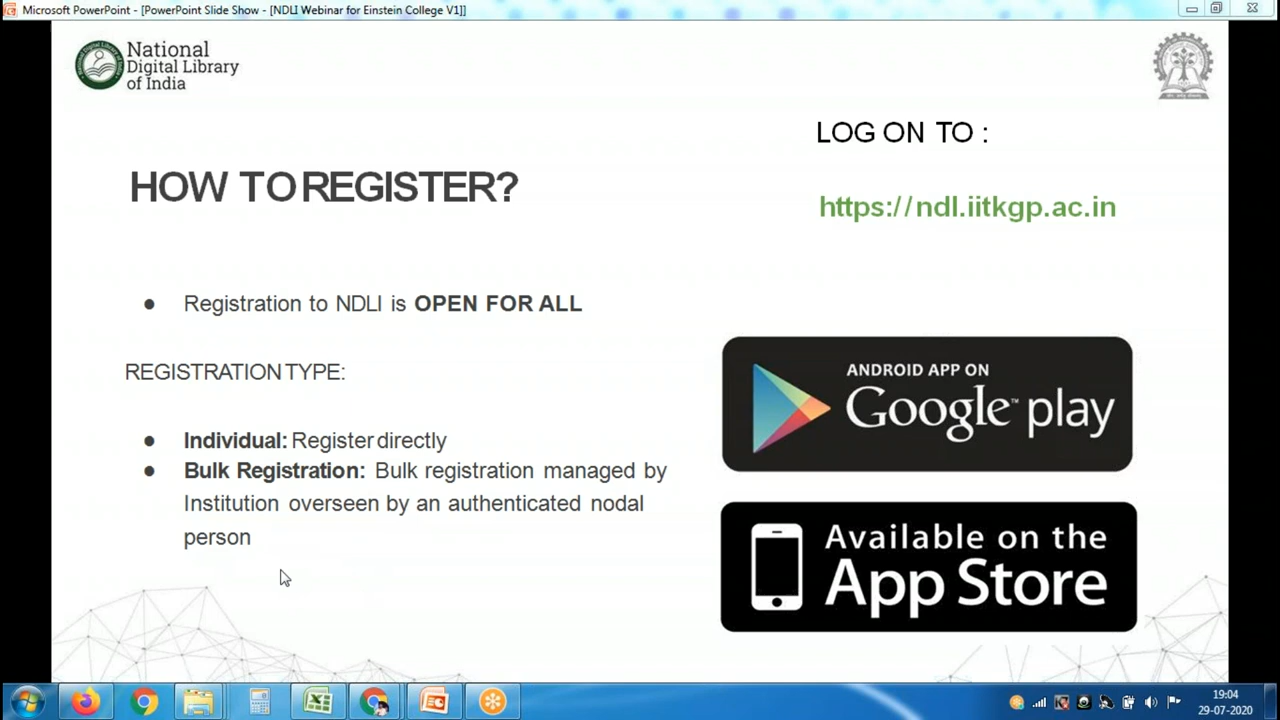 Microsoft PowerPoint - [PowerPoint Slide Show - [NDLI Webinar for Einstein College V1]]
National
Digital Library
of India
LOG ON TO :
HOW TO REGISTER?
https://ndl.iitkgp.ac.in
● Registration to NDLI is OPEN FOR ALL
REGISTRATION TYPE:
● Individual: Register directly
● Bulk Registration: Bulk registration managed by
Institution overseen by an authenticated nodal
person
ANDROID APP ON
Google™ play
Available on the
App Store
19:04
29-07-2020